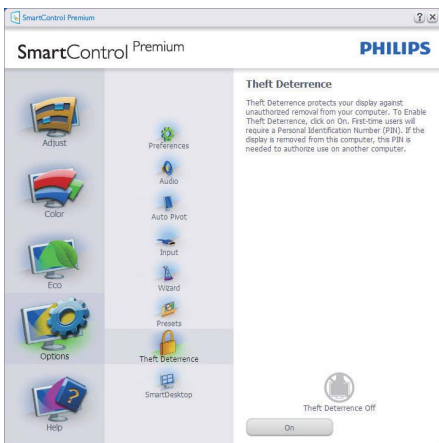 SmartControl Premium
? X
SmartControl Premium
PHILIPS
Adjust
Color
Eco
Options
Help
Preferences
Audio
Auto Pivot
Input
Wizard
Presets
Theft Deterrence
SmartDesktop
Theft Deterrence
Theft Deterrence protects your display against
unauthorized removal from your computer. To Enable
Theft Deterrence, click on On. First-time users will
require a Personal Identification Number (PIN). If the
display is removed from this computer, this PIN is
needed to authorize use on another computer.
Theft Deterrence Off
On